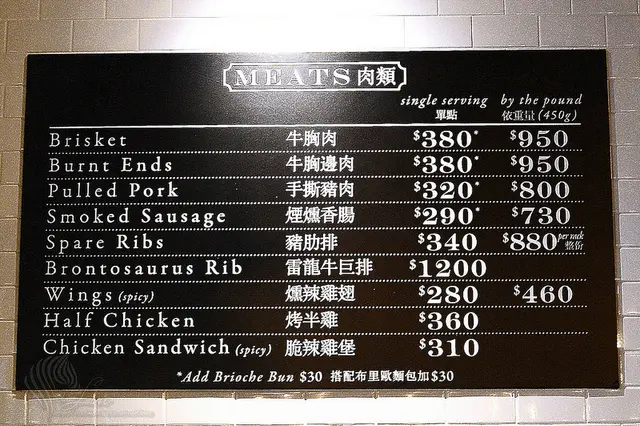 MEATS 肉類
single serving by the pound
單點 依重量 (450g)
Brisket 牛胸肉 $380* $950
Burnt Ends 牛胸邊肉 $380* $950
Pulled Pork 手撕豬肉 $320* $800
Smoked Sausage 煙燻香腸 $290* $730
Spare Ribs 豬肋排 $340 $880 per rack 整份
Brontosaurus Rib 雷龍牛巨排 $1200
Wings (spicy) 燻辣雞翅 $280 $460
Half Chicken 烤半雞 $360
Chicken Sandwich (spicy) 脆辣雞堡 $310
*Add Brioche Bun $30 搭配布里歐麵包加$30